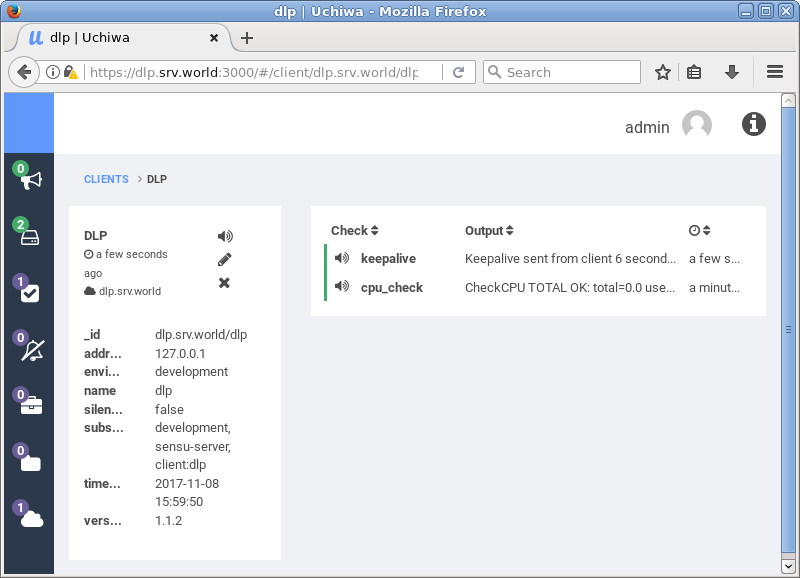 dlp | Uchiwa - Mozilla Firefox
dlp | Uchiwa
https://dlp.srv.world:3000/#/client/dlp.srv.world/dlp
Search
admin
0
2
1
0
0
0
1
CLIENTS > DLP
DLP
a few seconds
ago
dlp.srv.world
_id dlp.srv.world/dlp
addr... 127.0.0.1
envi... development
name dlp
silen... false
subs... development,
sensu-server,
client:dlp
time... 2017-11-08
15:59:50
vers... 1.1.2
Check Output
keepalive Keepalive sent from client 6 second... a few s...
cpu_check CheckCPU TOTAL OK: total=0.0 use... a minut...